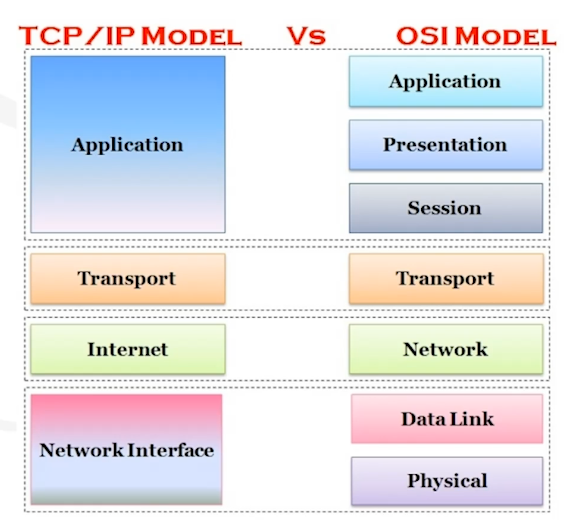 TCP/IP MODEL Vs OSI MODEL
Application
Application
Presentation
Session
Transport
Transport
Internet
Network
Network Interface
Data Link
Physical